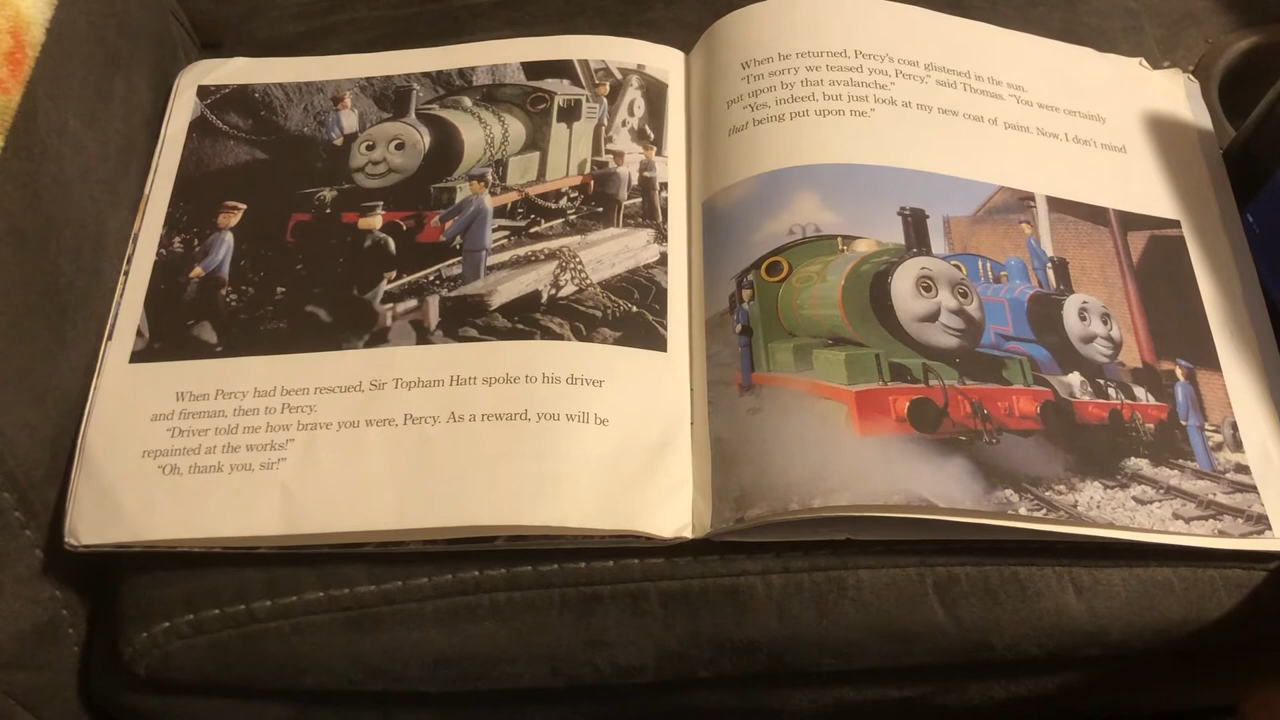 When Percy had been rescued, Sir Topham Hatt spoke to his driver
and fireman, then to Percy.
“Driver told me how brave you were, Percy. As a reward, you will be
repainted at the works!”
“Oh, thank you, sir!”
When he returned, Percy’s coat glistened in the sun.
“I’m sorry we teased you, Percy,” said Thomas. “You were certainly
put upon by that avalanche.”
“Yes, indeed, but just look at my new coat of paint. Now, I don’t mind
that being put upon me.”